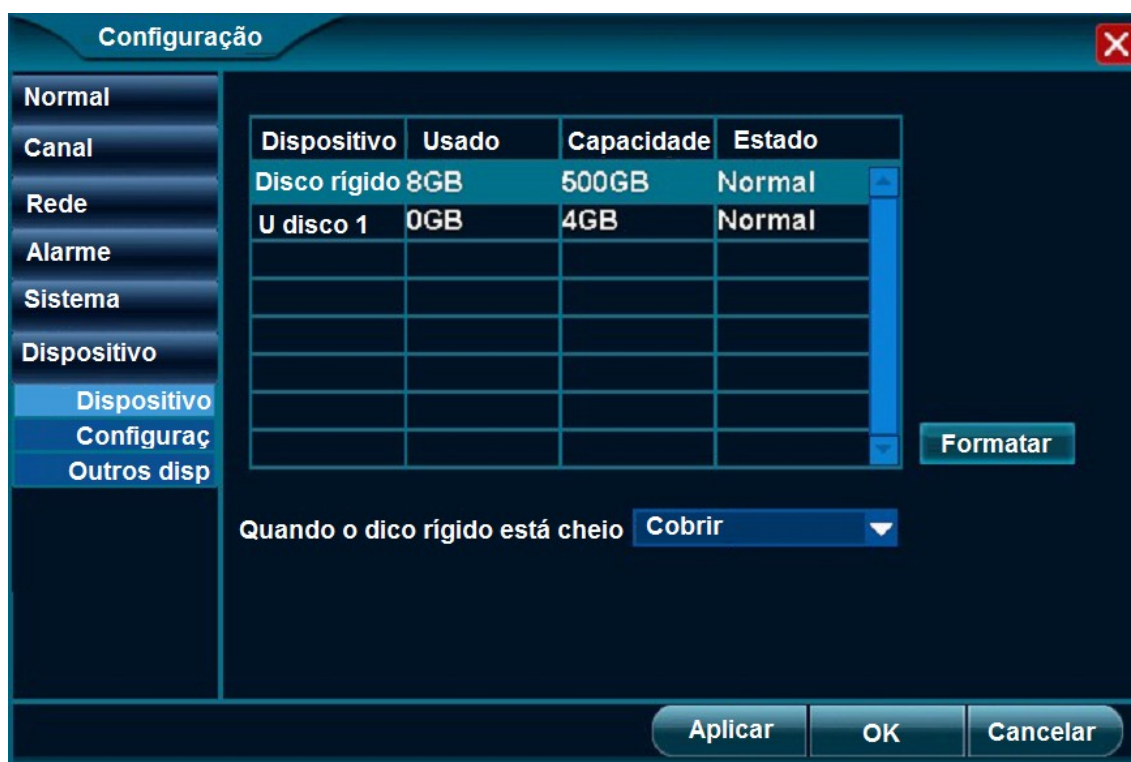 Configuração
Normal
Canal
Rede
Alarme
Sistema
Dispositivo
Dispositivo
Configuraç
Outros disp
Dispositivo Usado Capacidade Estado
Disco rígido 8GB 500GB Normal
U disco 1 0GB 4GB Normal
Formatar
Quando o dico rígido está cheio Cobrir
Aplicar OK Cancelar